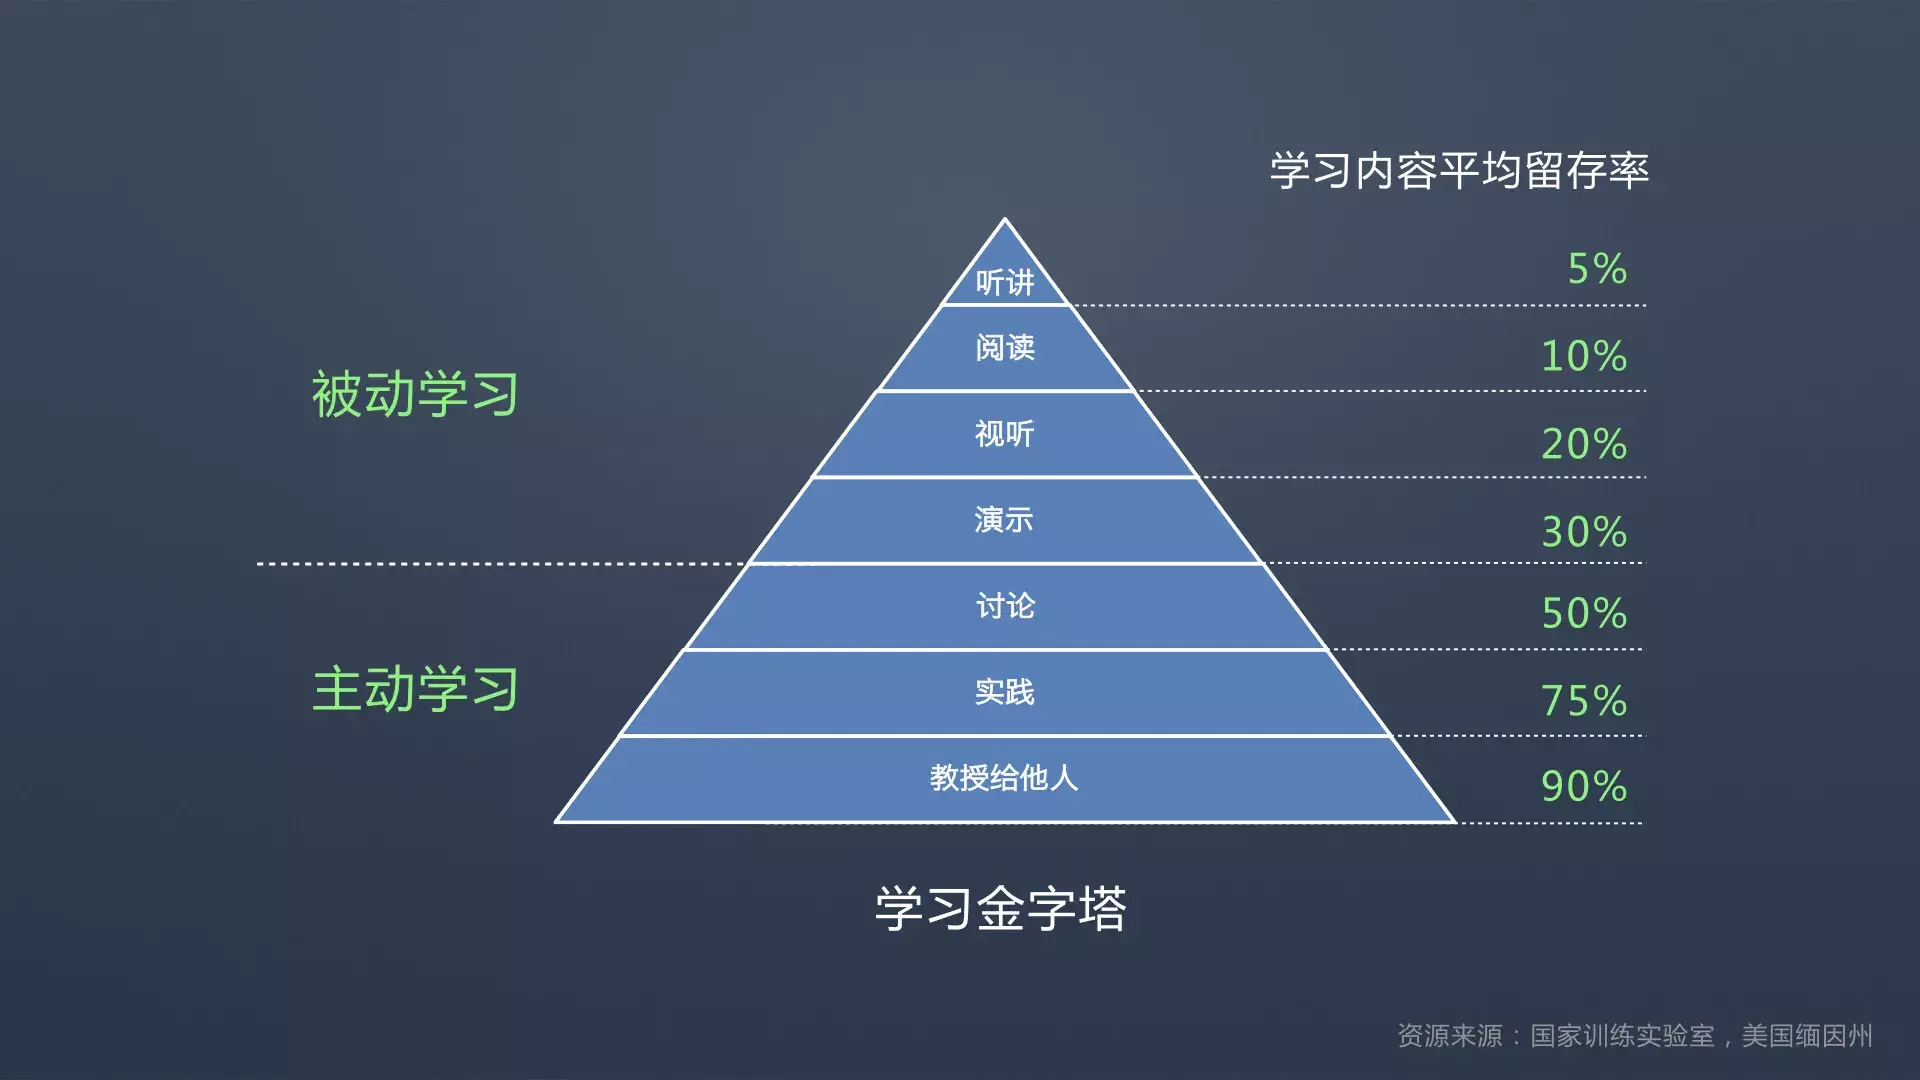 学习内容平均留存率
听讲 5%
阅读 10%
被动学习
视听 20%
演示 30%
讨论 50%
主动学习
实践 75%
教授给他人 90%
学习金字塔
资源来源：国家训练实验室，美国缅因州